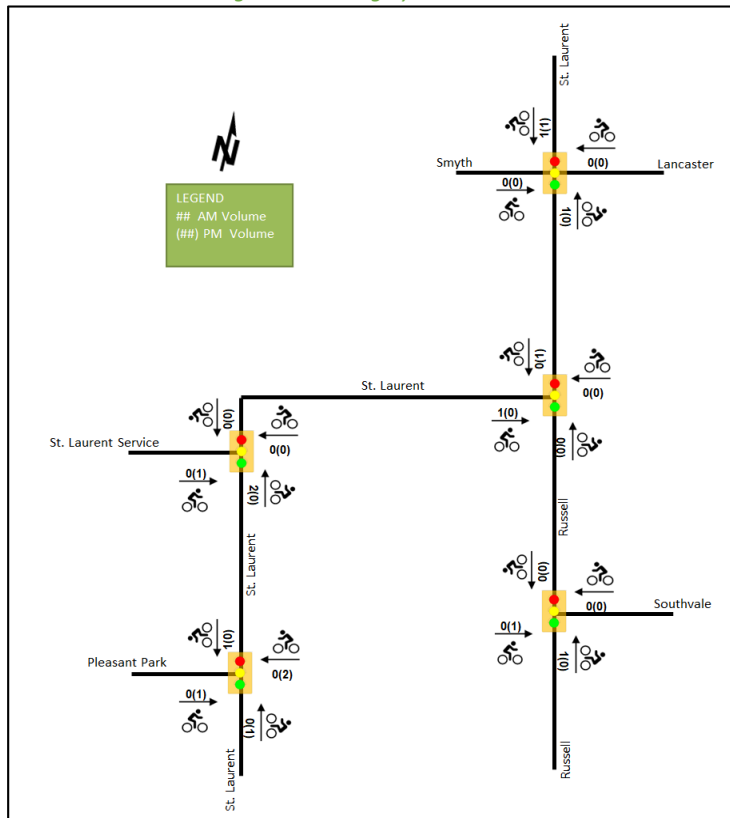 St. Laurent
1(1)
0(0)
Smyth
Lancaster
0(0)
1(0)
N
LEGEND
## AM Volume
(##) PM Volume
0(1)
0(0)
St. Laurent
1(0)
0(0)
0(0)
St. Laurent Service
0(0)
0(1)
2(0)
Russell
St. Laurent
0(0)
0(0)
Southvale
0(1)
1(0)
1(0)
Pleasant Park
0(2)
0(1)
0(1)
St. Laurent
Russell